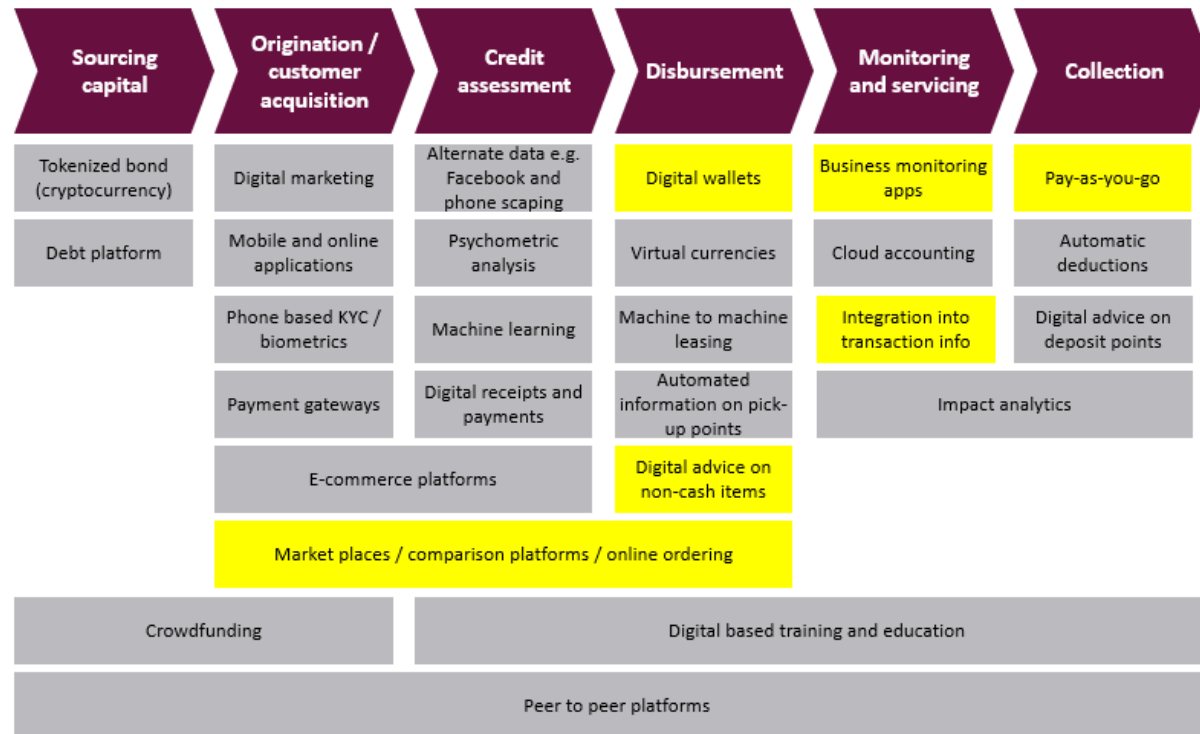 Sourcing
capital
Origination /
customer
acquisition
Credit
assessment
Disbursement
Monitoring
and servicing
Collection
Tokenized bond
(cryptocurrency)
Digital marketing
Alternate data e.g.
Facebook and
phone scaping
Digital wallets
Business monitoring
apps
Pay-as-you-go
Debt platform
Mobile and online
applications
Psychometric
analysis
Virtual currencies
Cloud accounting
Automatic
deductions
Phone based KYC /
biometrics
Machine learning
Machine to machine
leasing
Integration into
transaction info
Digital advice on
deposit points
Payment gateways
Digital receipts and
payments
Automated
information on pick-
up points
Impact analytics
E-commerce platforms
Digital advice on
non-cash items
Market places / comparison platforms / online ordering
Crowdfunding
Digital based training and education
Peer to peer platforms